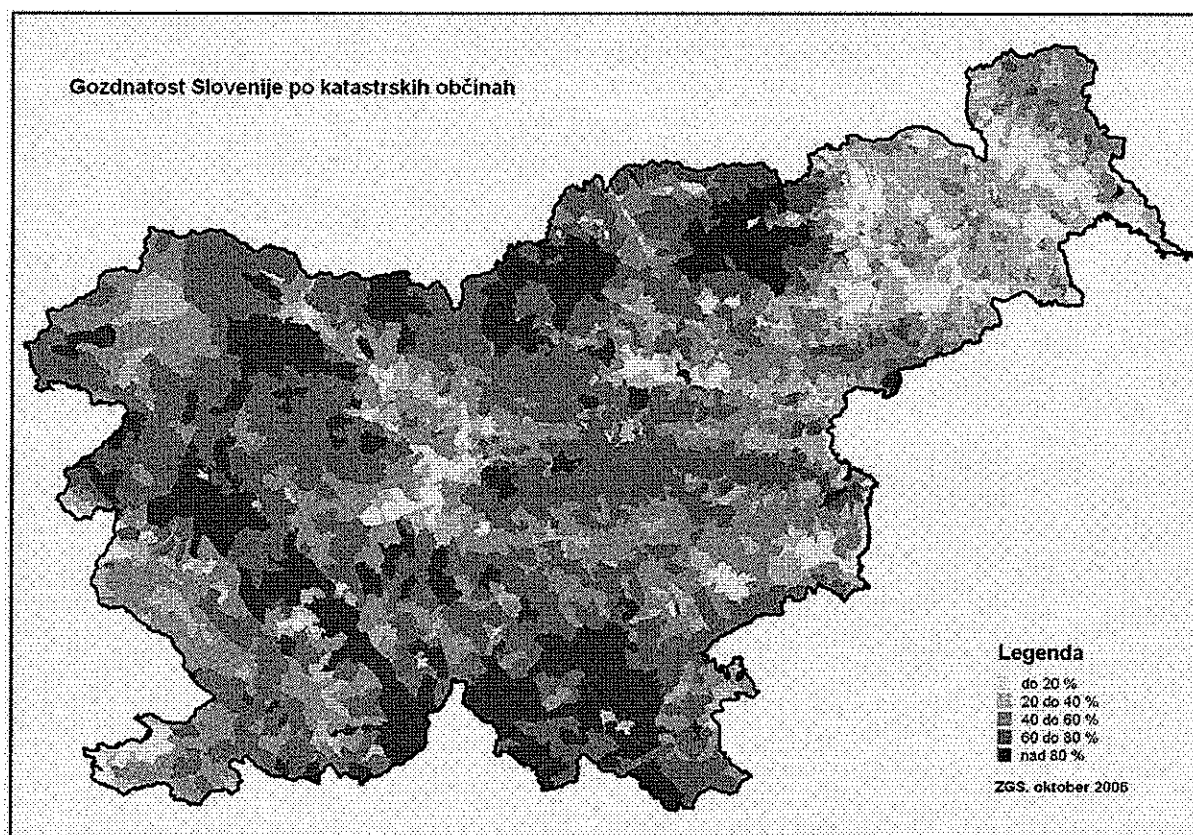 Gozdnatost Slovenije po katastrskih občinah
Legenda
do 20 %
20 do 40 %
40 do 60 %
60 do 80 %
nad 80 %
ZGS, oktober 2006